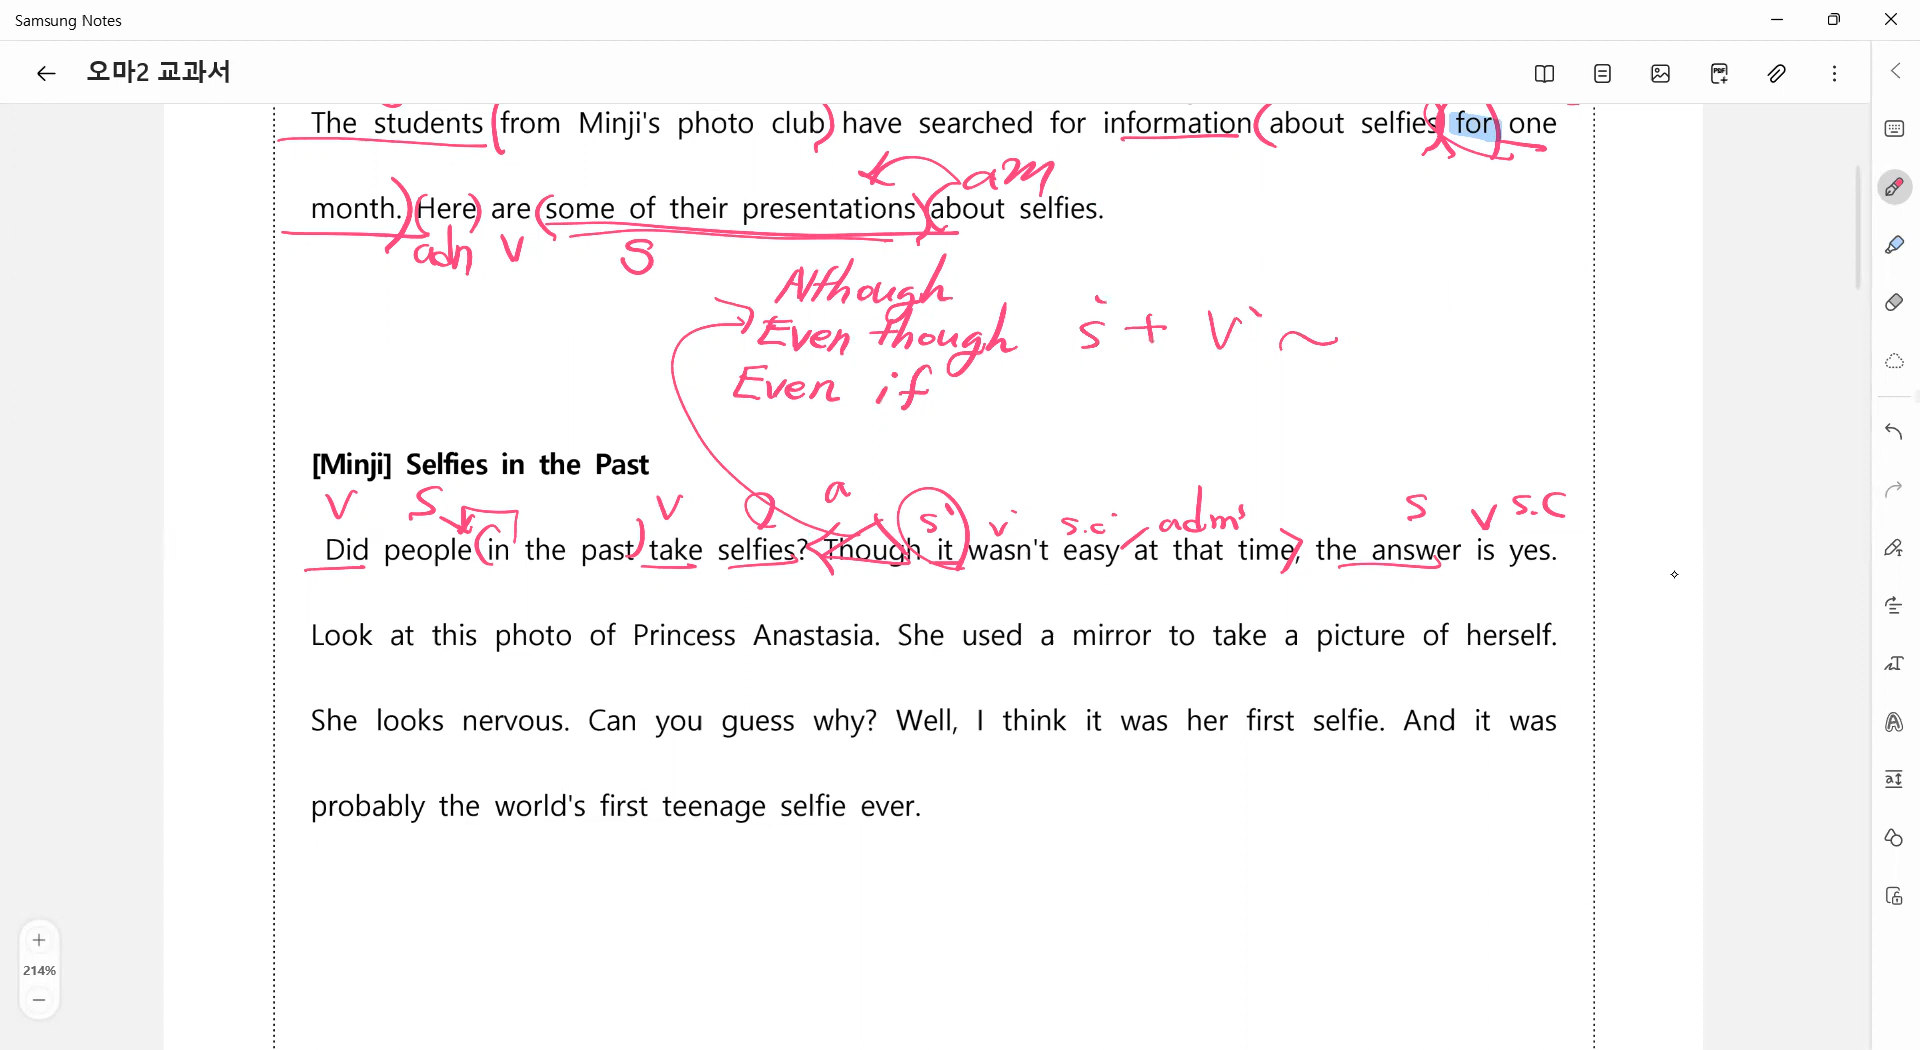 Samsung Notes
오마2 교과서
The students (from Minji's photo club) have searched for information (about selfies) (for) one
am
month.) (Here) are (some of their presentations) (about selfies.
V
S
Although
Even though s' + v' ~
Even if
[Minji] Selfies in the Past
V S V a s' v' s.c' S V S.C
Did people (in the past) take selfies? <Though it wasn't easy / at that time>, the answer is yes.
Look at this photo of Princess Anastasia. She used a mirror to take a picture of herself.
She looks nervous. Can you guess why? Well, I think it was her first selfie. And it was
probably the world's first teenage selfie ever.
214%